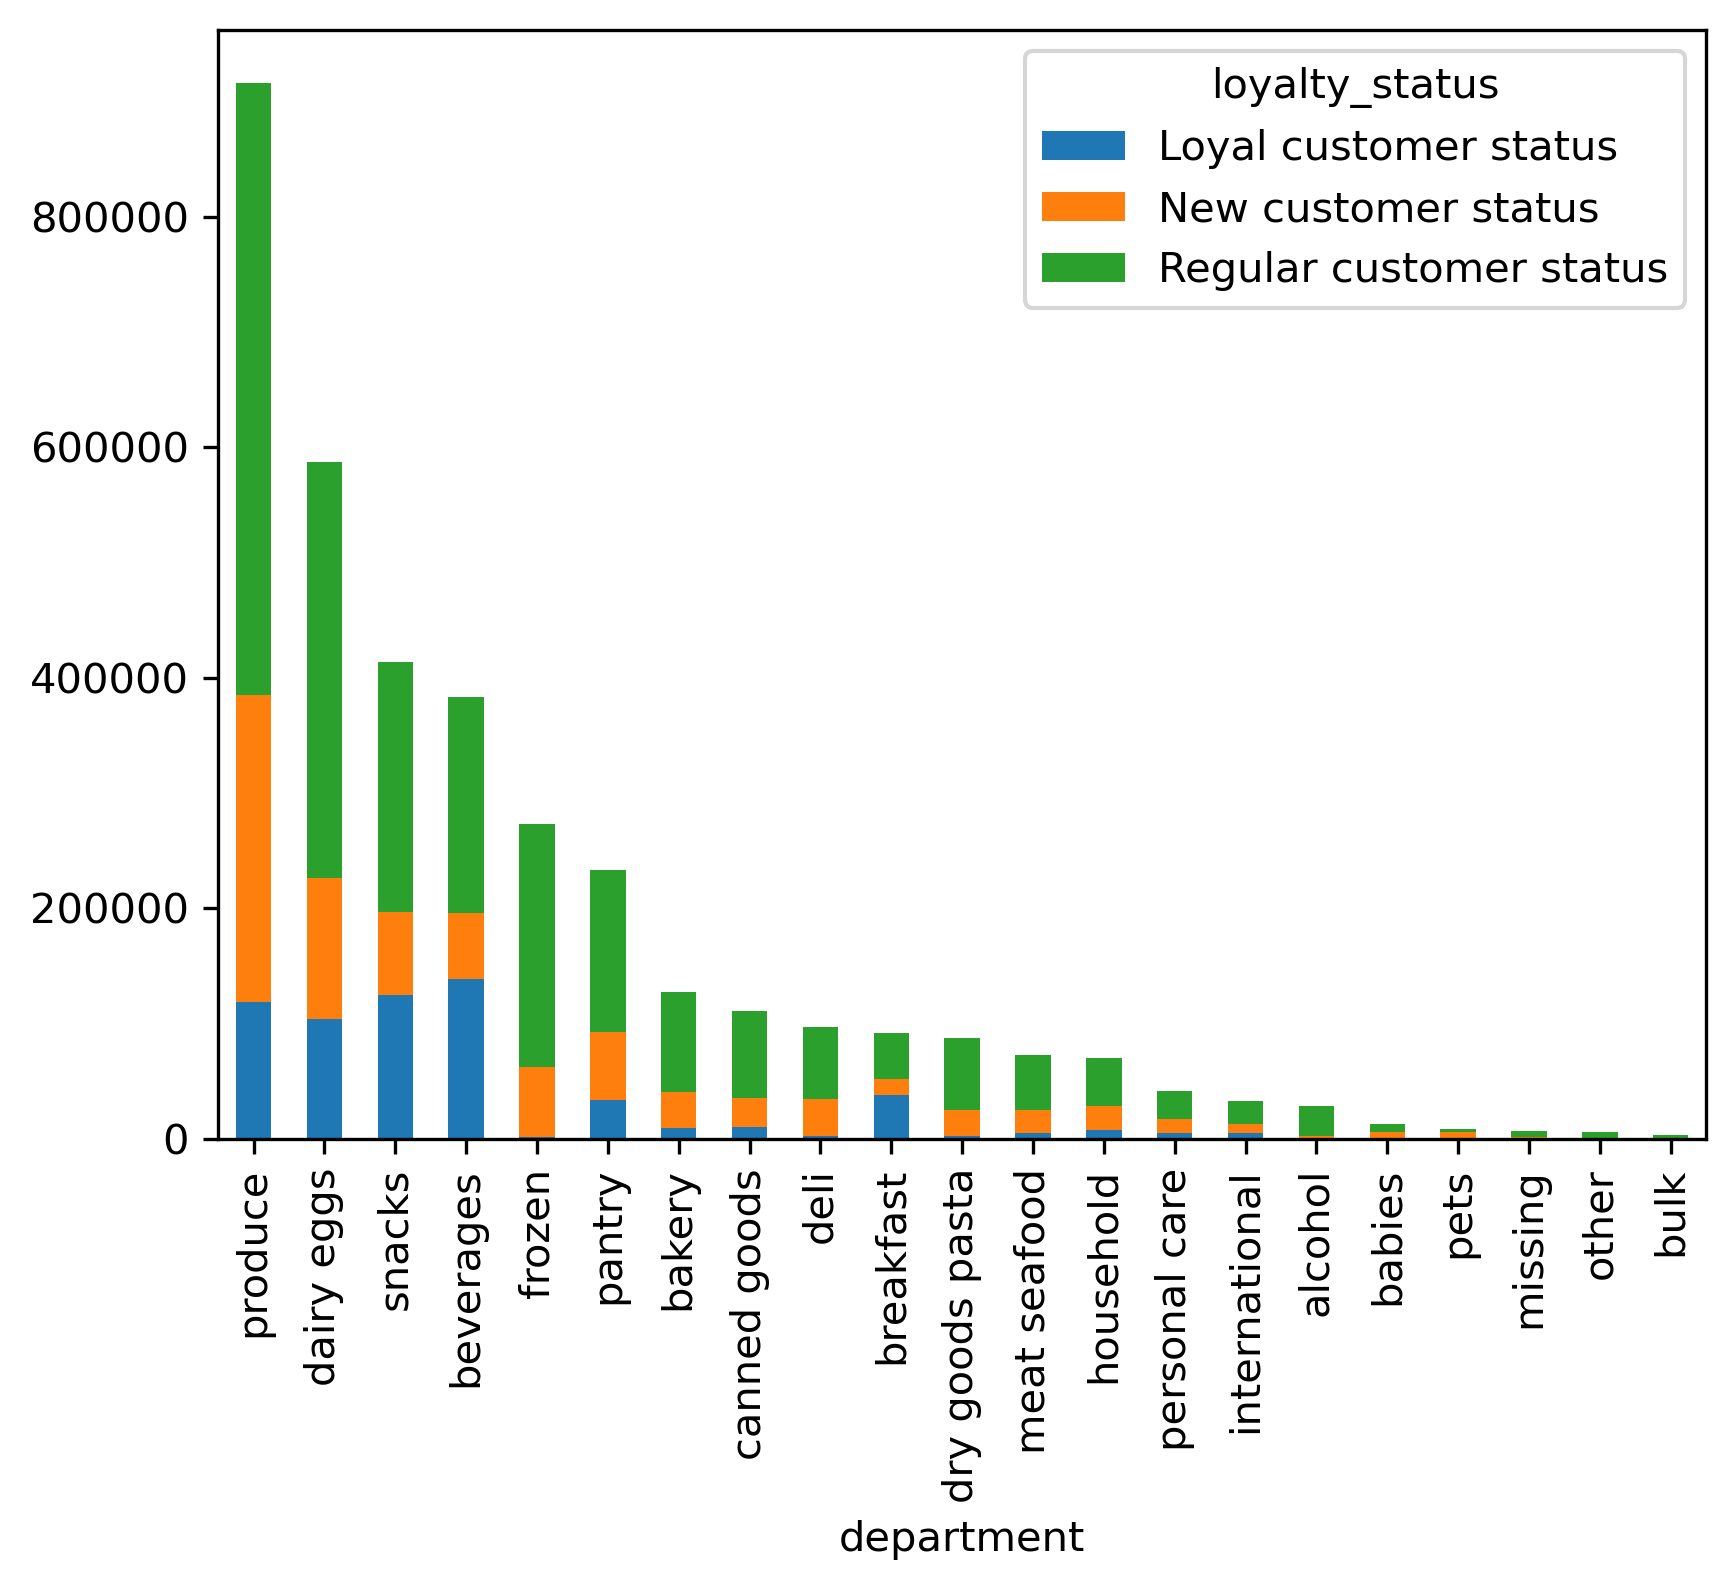 loyalty_status
Loyal customer status
New customer status
Regular customer status
800000
600000
400000
200000
0
produce
dairy eggs
snacks
beverages
frozen
pantry
bakery
canned goods
deli
breakfast
dry goods pasta
meat seafood
household
personal care
international
alcohol
babies
pets
missing
other
bulk
department